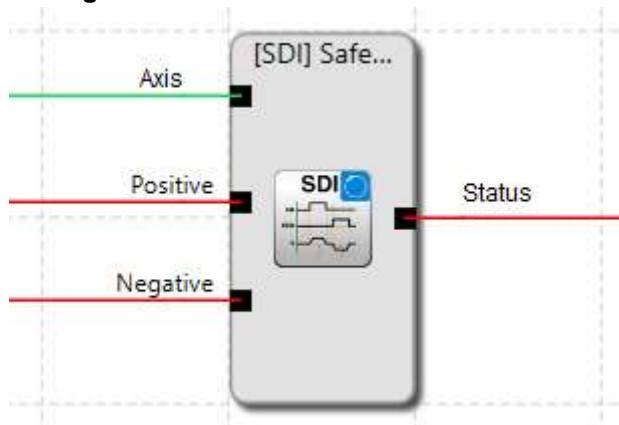 [SDI] Safe...
Axis
Positive
SDI
Status
Negative